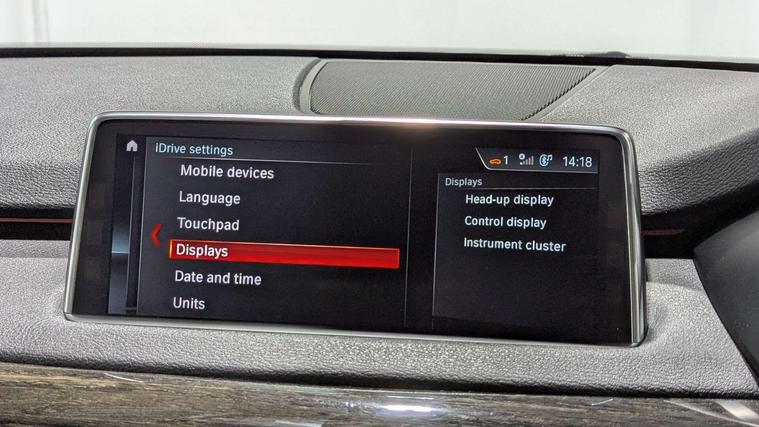 iDrive settings
Mobile devices
Language
Touchpad
Displays
Date and time
Units
1
14:18
Displays
Head-up display
Control display
Instrument cluster